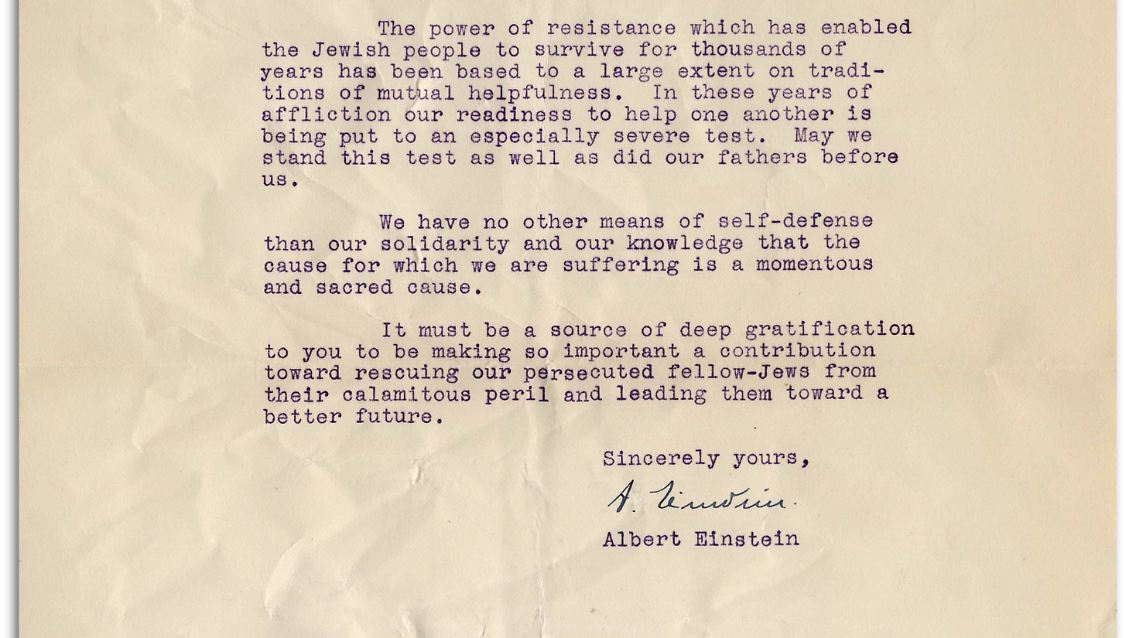 The power of resistance which has enabled
the Jewish people to survive for thousands of
years has been based to a large extent on tradi-
tions of mutual helpfulness. In these years of
affliction our readiness to help one another is
being put to an especially severe test. May we
stand this test as well as did our fathers before
us.
We have no other means of self-defense
than our solidarity and our knowledge that the
cause for which we are suffering is a momentous
and sacred cause.
It must be a source of deep gratification
to you to be making so important a contribution
toward rescuing our persecuted fellow-Jews from
their calamitous peril and leading them toward a
better future.
Sincerely yours,
A. Einstein.
Albert Einstein